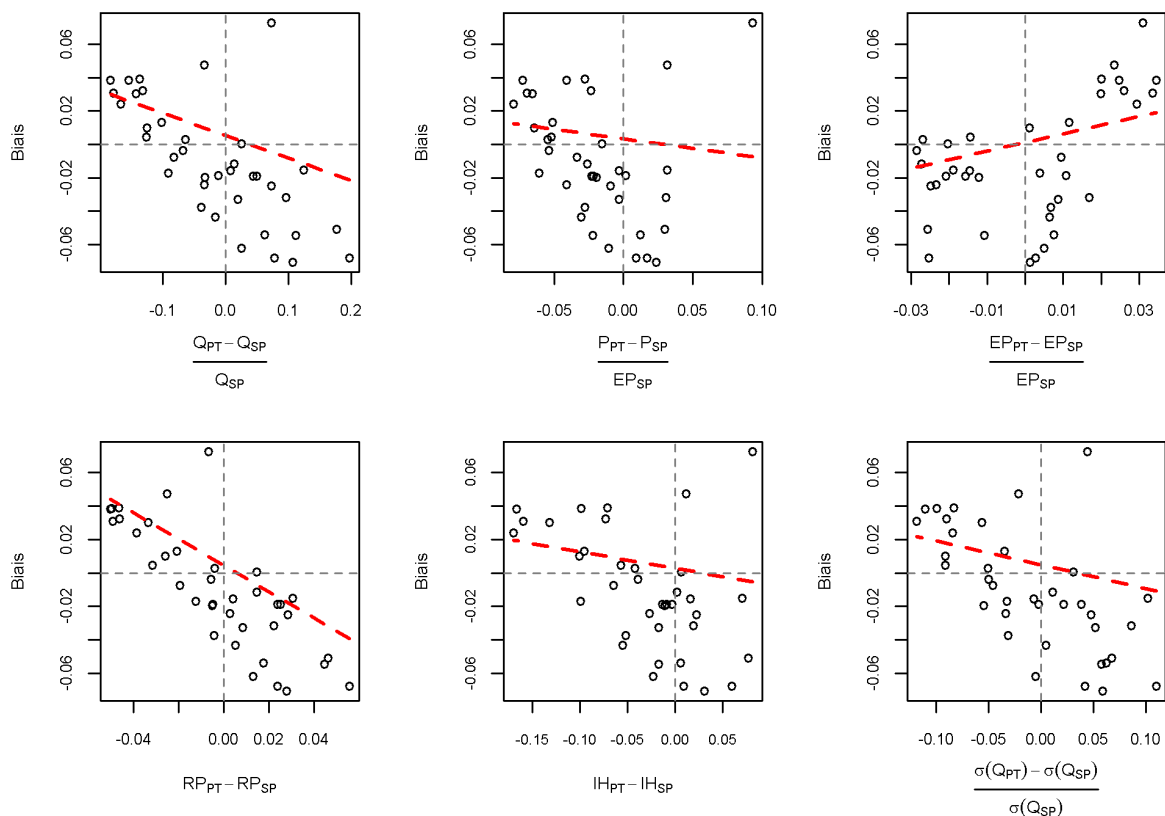 Biais
0.06
0.02
-0.02
-0.06
-0.1 0.0 0.1 0.2
Q_PT − Q_SP
Q_SP
Biais
0.06
0.02
-0.02
-0.06
-0.05 0.00 0.05 0.10
P_PT − P_SP
EP_SP
Biais
0.06
0.02
-0.02
-0.06
-0.03 -0.01 0.01 0.03
EP_PT − EP_SP
EP_SP
Biais
0.06
0.02
-0.02
-0.06
-0.04 0.00 0.02 0.04
RP_PT − RP_SP
Biais
0.06
0.02
-0.02
-0.06
-0.15 -0.10 -0.05 0.00 0.05
IH_PT − IH_SP
Biais
0.06
0.02
-0.02
-0.06
-0.10 -0.05 0.00 0.05 0.10
σ(Q_PT) − σ(Q_SP)
σ(Q_SP)